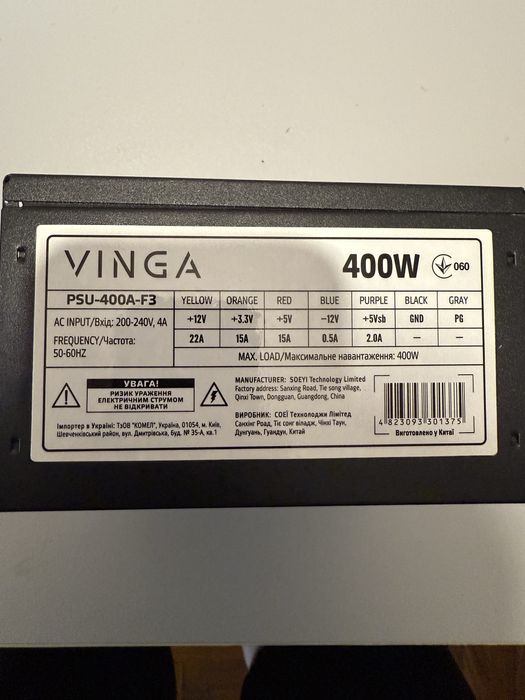 VINGA 400W 060
PSU-400A-F3 YELLOW ORANGE RED BLUE PURPLE BLACK GRAY
AC INPUT/Вхід: 200-240V, 4A +12V +3.3V +5V −12V +5Vsb GND PG
FREQUENCY/Частота: 22A 15A 15A 0.5A 2.0A — —
50-60HZ MAX. LOAD/Максимальне навантаження: 400W
УВАГА!
РИЗИК УРАЖЕННЯ
ЕЛЕКТРИЧНИМ СТРУМОМ
НЕ ВІДКРИВАТИ
Імпортер в Україні: ТзОВ "КОМЕЛ", Україна, 01054, м. Київ,
Шевченківський район, вул. Дмитрівська, буд. № 35-А, кв.1
MANUFACTURER: SOEYI Technology Limited
Factory address: Sanxing Road, Tie song village,
Qinxi Town, Dongguan, Guangdong, China
ВИРОБНИК: СОЕЇ Технолоджи Лімітед
Санхінг Роад, Тіє сонг віладж, Чінхі Таун,
Дунгуань, Гуандун, Китай
4 823093 301375
Виготовлено у Китаї